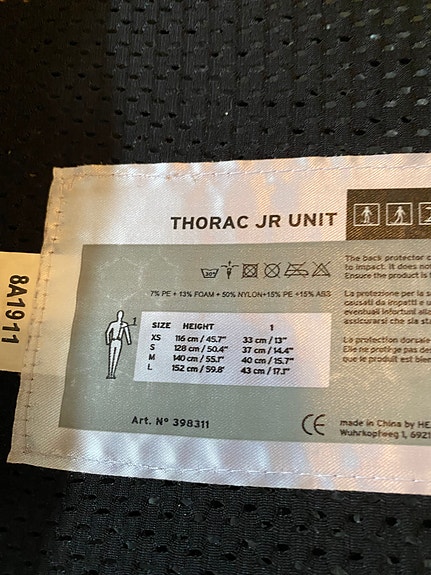 THORAC JR UNIT
30°
7% PE + 13% FOAM + 50% NYLON+15% PE +15% ABS
1
SIZE HEIGHT 1
XS 116 cm / 45.7" 33 cm / 13"
S 128 cm / 50.4" 37 cm / 14.4"
M 140 cm / 55.1" 40 cm / 15.7"
L 152 cm / 59.8" 43 cm / 17.1"
Art. N° 398311
CE
The back protector
to impact. It does
Ensure the product is
La protezione per la
causati da impatti e
eventuali infortuni
assicurarsi che sia
La protection dorsale
Elle ne protège pas
que le produit est bien
made in China by HE
Wuhrkopfweg 1, 6921
8A1911